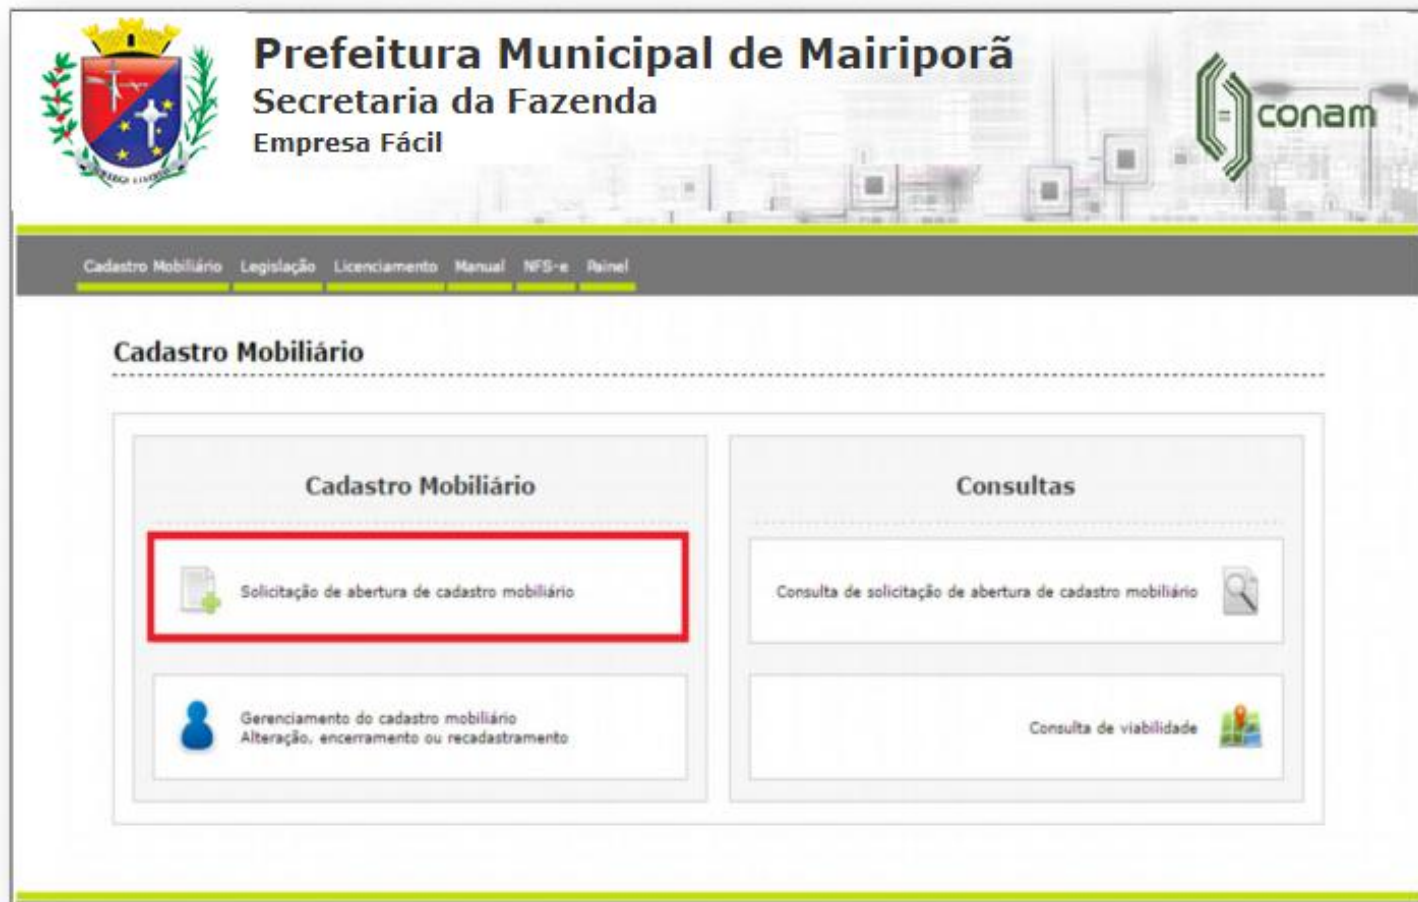 Prefeitura Municipal de Mairiporã
Secretaria da Fazenda
Empresa Fácil
conam
Cadastro Mobiliário Legislação Licenciamento Manual NFS-e Painel
Cadastro Mobiliário
Cadastro Mobiliário
Solicitação de abertura de cadastro mobiliário
Gerenciamento do cadastro mobiliário
Alteração, encerramento ou recadastramento
Consultas
Consulta de solicitação de abertura de cadastro mobiliário
Consulta de viabilidade